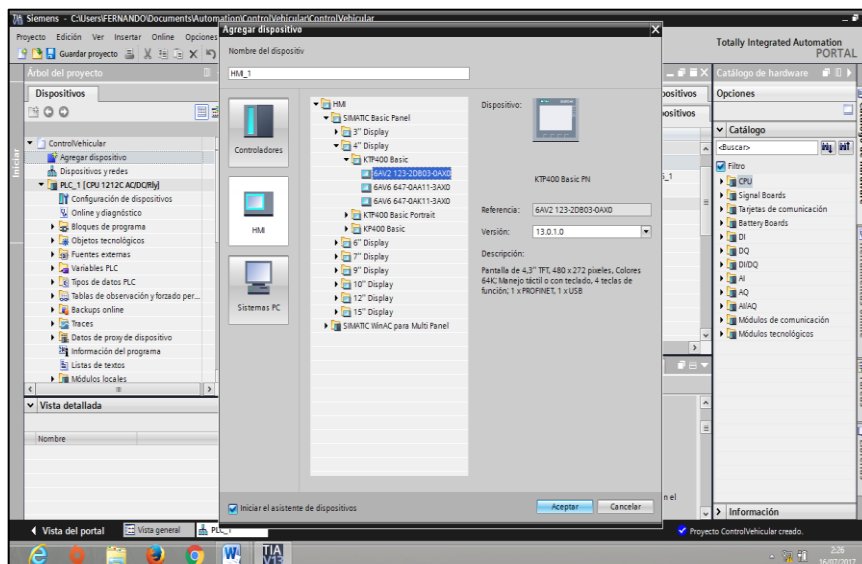 Siemens - C:\Users\FERNANDO\Documents\Automation\ControlVehicular\ControlVehicular
Proyecto Edición Ver Insertar Online Opciones
Guardar proyecto
Totally Integrated Automation
PORTAL
Árbol del proyecto
Dispositivos
Iniciar
ControlVehicular
Agregar dispositivo
Dispositivos y redes
PLC_1 [CPU 1212C AC/DC/Rly]
Configuración de dispositivos
Online y diagnóstico
Bloques de programa
Objetos tecnológicos
Fuentes externas
Variables PLC
Tipos de datos PLC
Tablas de observación y forzado per...
Backups online
Traces
Datos de proxy de dispositivo
Información del programa
Listas de textos
Módulos locales
Vista detallada
Nombre
Agregar dispositivo
Nombre del dispositiv
HMI_1
Controladores
HMI
Sistemas PC
HMI
SIMATIC Basic Panel
3" Display
4" Display
KTP400 Basic
6AV2 123-2DB03-0AX0
6AV6 647-0AA11-3AX0
6AV6 647-0AK11-3AX0
KTP400 Basic Portrait
KP400 Basic
6" Display
7" Display
9" Display
10" Display
12" Display
15" Display
SIMATIC WinAC para Multi Panel
Dispositivo:
KTP400 Basic PN
Referencia: 6AV2 123-2DB03-0AX0
Versión: 13.0.1.0
Descripción:
Pantalla de 4,3" TFT, 480 x 272 pixeles, Colores
64K; Manejo táctil o con teclado, 4 teclas de
función; 1 x PROFINET, 1 x USB
Iniciar el asistente de dispositivos
Aceptar Cancelar
Catálogo de hardware
Opciones
Catálogo
<Buscar>
Filtro
CPU
Signal Boards
Tarjetas de comunicación
Battery Boards
DI
DQ
DI/DQ
AI
AQ
AI/AQ
Módulos de comunicación
Módulos tecnológicos
Información
Vista del portal Vista general PLC_1
Proyecto ControlVehicular creado.
TIA
V13
2:26
16/07/2017